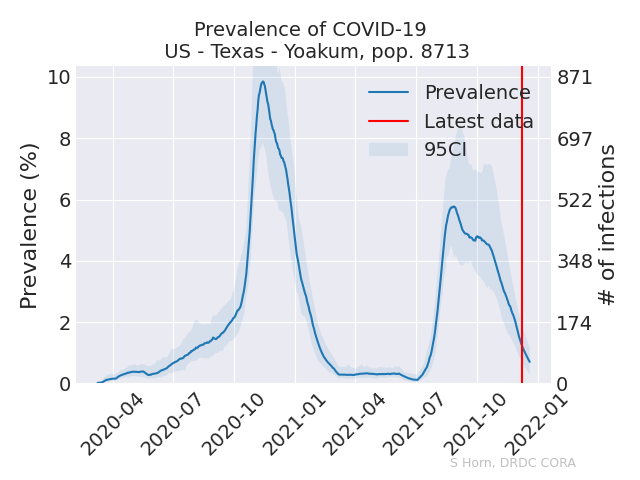 Prevalence of COVID-19
US - Texas - Yoakum, pop. 8713
Prevalence (%)
10
8
6
4
2
0
Prevalence
Latest data
95CI
871
697
522
348
174
0
# of infections
2020-04
2020-07
2020-10
2021-01
2021-04
2021-07
2021-10
2022-01
S Horn, DRDC CORA